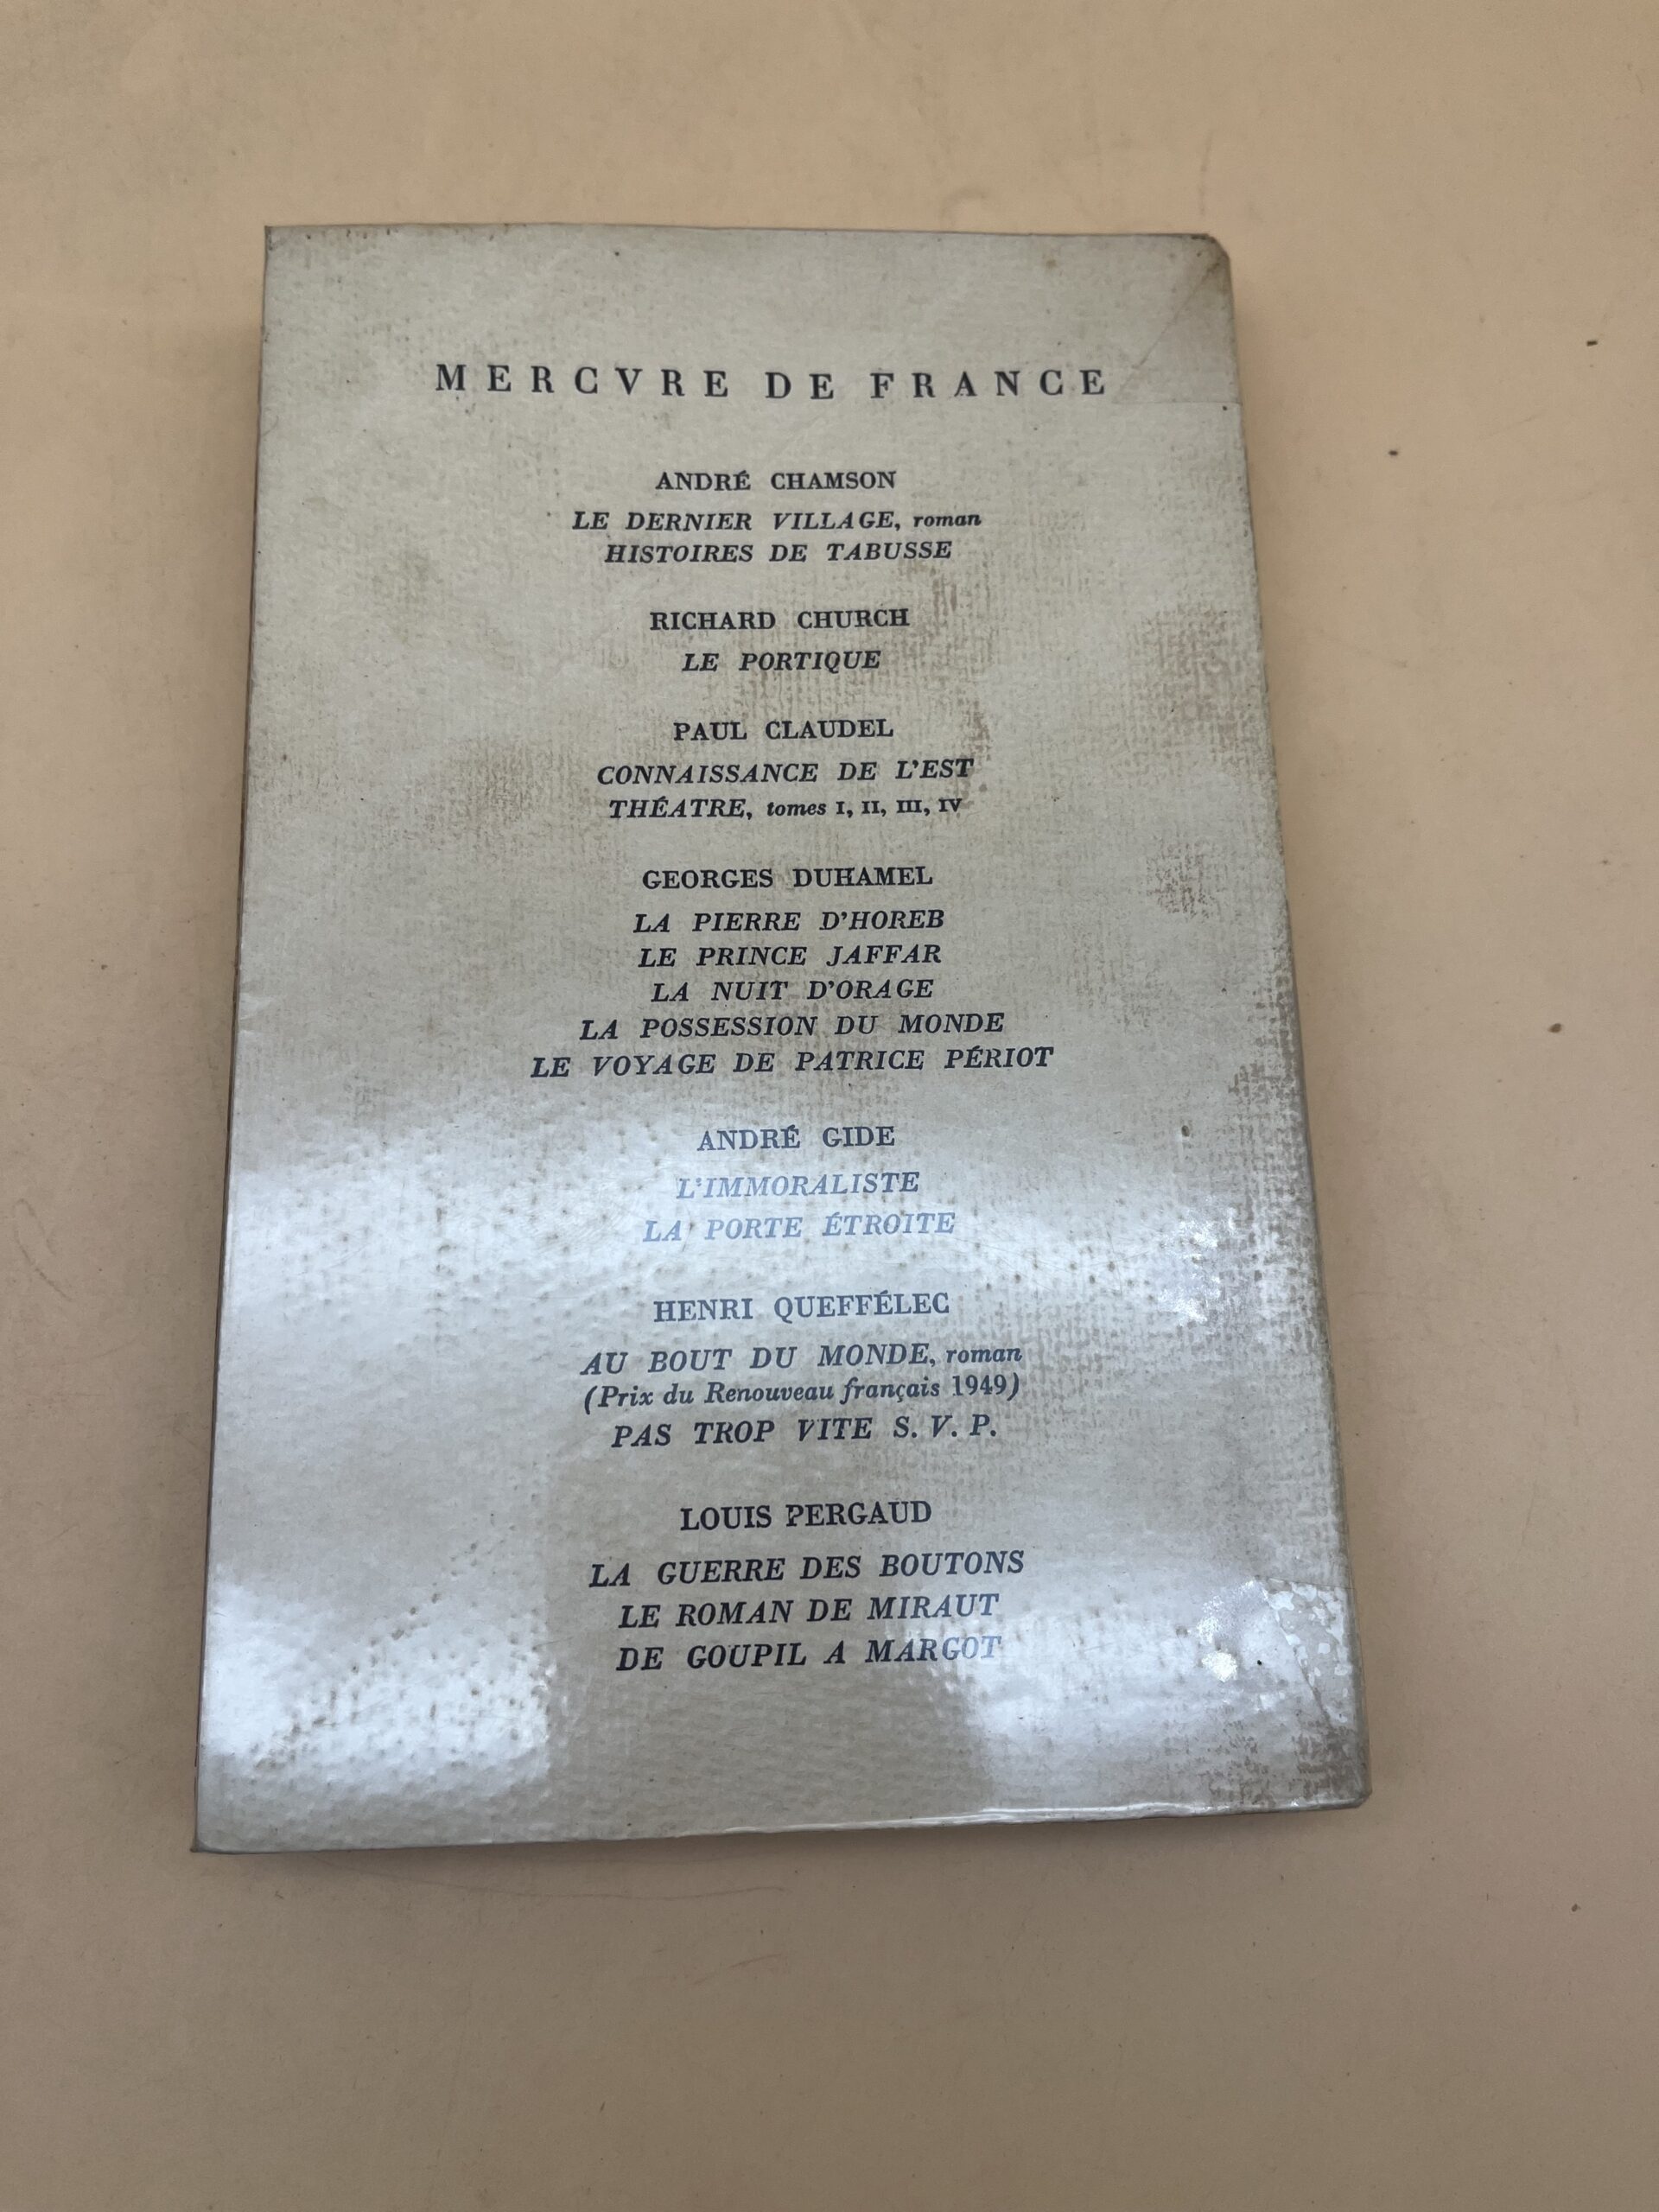 MERCVRE DE FRANCE
ANDRÉ CHAMSON
LE DERNIER VILLAGE, roman
HISTOIRES DE TABUSSE
RICHARD CHURCH
LE PORTIQUE
PAUL CLAUDEL
CONNAISSANCE DE L'EST
THÉATRE, tomes I, II, III, IV
GEORGES DUHAMEL
LA PIERRE D'HOREB
LE PRINCE JAFFAR
LA NUIT D'ORAGE
LA POSSESSION DU MONDE
LE VOYAGE DE PATRICE PÉRIOT
ANDRÉ GIDE
L'IMMORALISTE
LA PORTE ÉTROITE
HENRI QUEFFÉLEC
AU BOUT DU MONDE, roman
(Prix du Renouveau français 1949)
PAS TROP VITE S. V. P.
LOUIS PERGAUD
LA GUERRE DES BOUTONS
LE ROMAN DE MIRAUT
DE GOUPIL A MARGOT